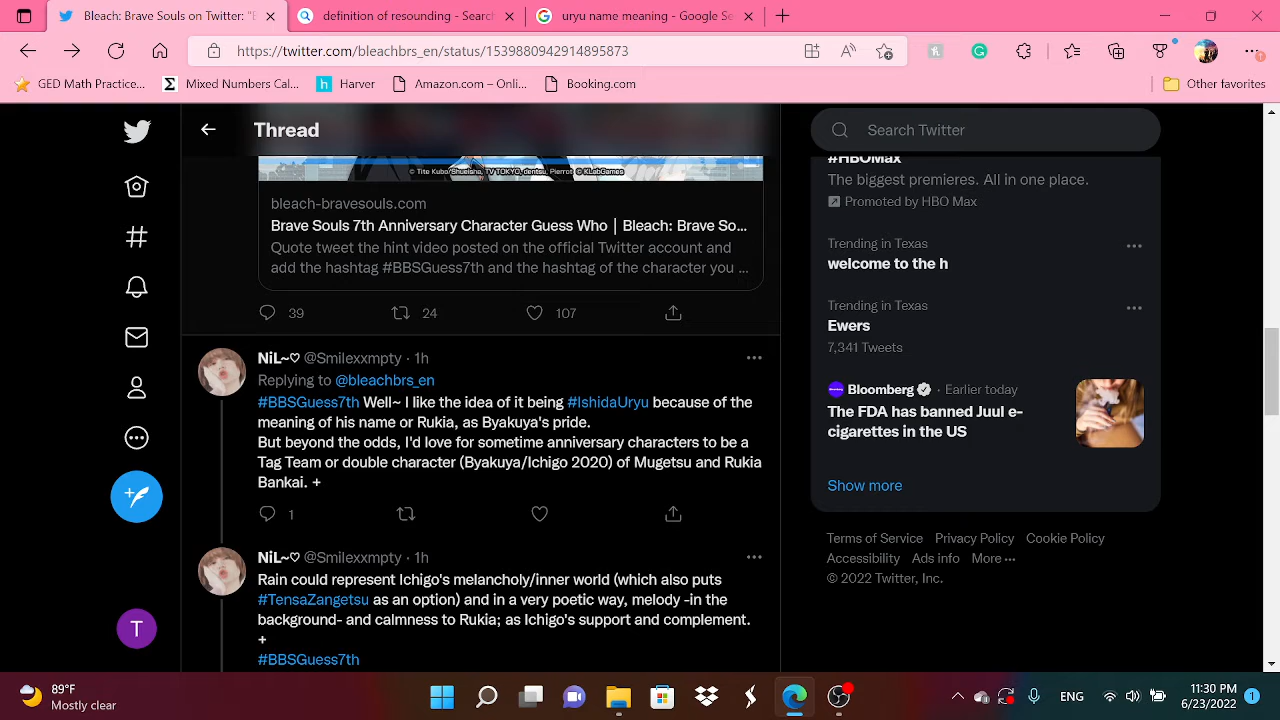 Bleach: Brave Souls on Twitter: "E
definition of resounding - Search
uryu name meaning - Google Se
https://twitter.com/bleachbrs_en/status/1539880942914895873
GED Math Practice...
Mixed Numbers Cal...
Harver
Amazon.com – Onli...
Booking.com
Other favorites
Thread
Search Twitter
© Tite Kubo/Shueisha, TV TOKYO, dentsu, Pierrot © KLabGames
bleach-bravesouls.com
Brave Souls 7th Anniversary Character Guess Who | Bleach: Brave So...
Quote tweet the hint video posted on the official Twitter account and
add the hashtag #BBSGuess7th and the hashtag of the character you ...
39 24 107
NiL~♡ @Smilexxmpty · 1h
Replying to @bleachbrs_en
#BBSGuess7th Well~ I like the idea of it being #IshidaUryu because of the
meaning of his name or Rukia, as Byakuya's pride.
But beyond the odds, I'd love for sometime anniversary characters to be a
Tag Team or double character (Byakuya/Ichigo 2020) of Mugetsu and Rukia
Bankai. +
1
NiL~♡ @Smilexxmpty · 1h
Rain could represent Ichigo's melancholy/inner world (which also puts
#TensaZangetsu as an option) and in a very poetic way, melody -in the
background- and calmness to Rukia; as Ichigo's support and complement.
+
#BBSGuess7th
#HBOMax
The biggest premieres. All in one place.
Promoted by HBO Max
Trending in Texas
welcome to the h
Trending in Texas
Ewers
7,341 Tweets
Bloomberg · Earlier today
The FDA has banned Juul e-
cigarettes in the US
Show more
Terms of Service Privacy Policy Cookie Policy
Accessibility Ads info More ···
© 2022 Twitter, Inc.
T
89°F
Mostly clear
ENG
11:30 PM
6/23/2022
1